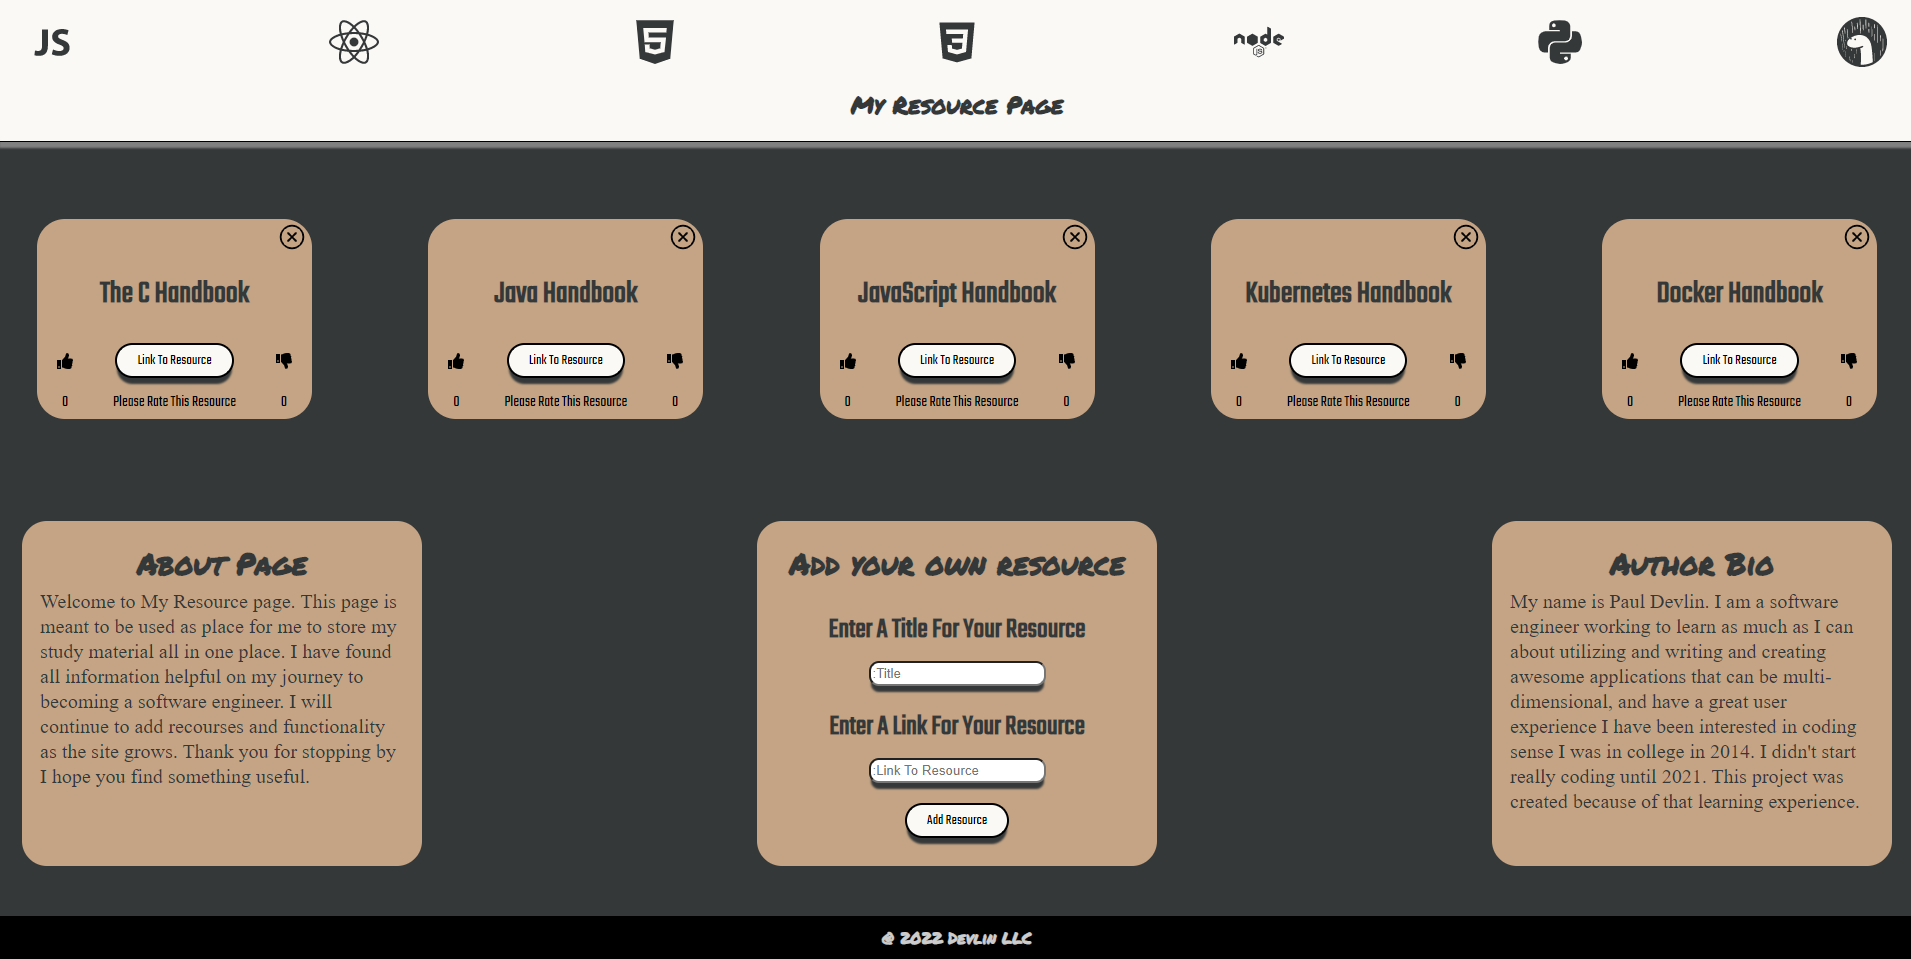 JS
node
JS
My Resource Page
The C Handbook
Link To Resource
0 Please Rate This Resource 0
Java Handbook
Link To Resource
0 Please Rate This Resource 0
JavaScript Handbook
Link To Resource
0 Please Rate This Resource 0
Kubernetes Handbook
Link To Resource
0 Please Rate This Resource 0
Docker Handbook
Link To Resource
0 Please Rate This Resource 0
About Page
Welcome to My Resource page. This page is
meant to be used as place for me to store my
study material all in one place. I have found
all information helpful on my journey to
becoming a software engineer. I will
continue to add recourses and functionality
as the site grows. Thank you for stopping by
I hope you find something useful.
Add your own resource
Enter A Title For Your Resource
:Title
Enter A Link For Your Resource
:Link To Resource
Add Resource
Author Bio
My name is Paul Devlin. I am a software
engineer working to learn as much as I can
about utilizing and writing and creating
awesome applications that can be multi-
dimensional, and have a great user
experience I have been interested in coding
sense I was in college in 2014. I didn't start
really coding until 2021. This project was
created because of that learning experience.
@ 2022 Devlin LLC